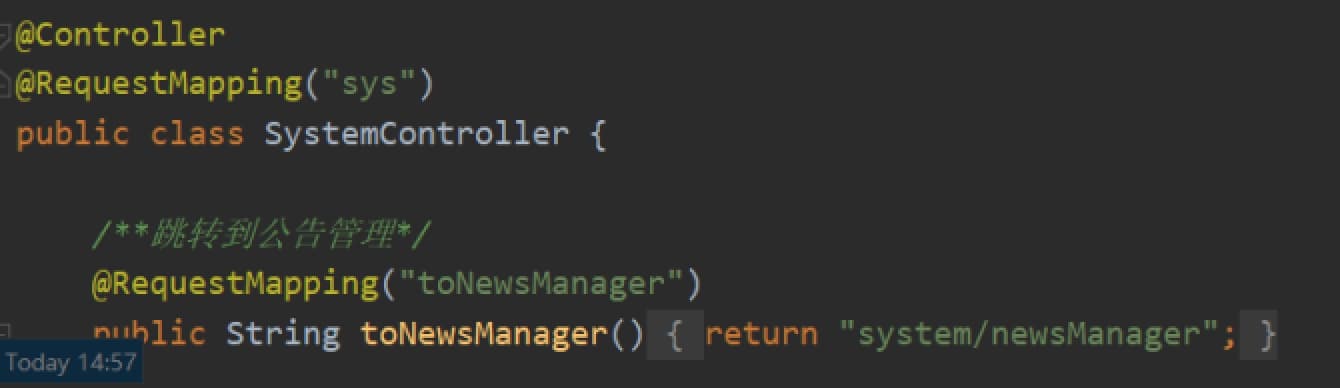 @Controller
@RequestMapping("sys")
public class SystemController {
/**跳转到公告管理*/
@RequestMapping("toNewsManager")
public String toNewsManager() { return "system/newsManager"; }
Today 14:57